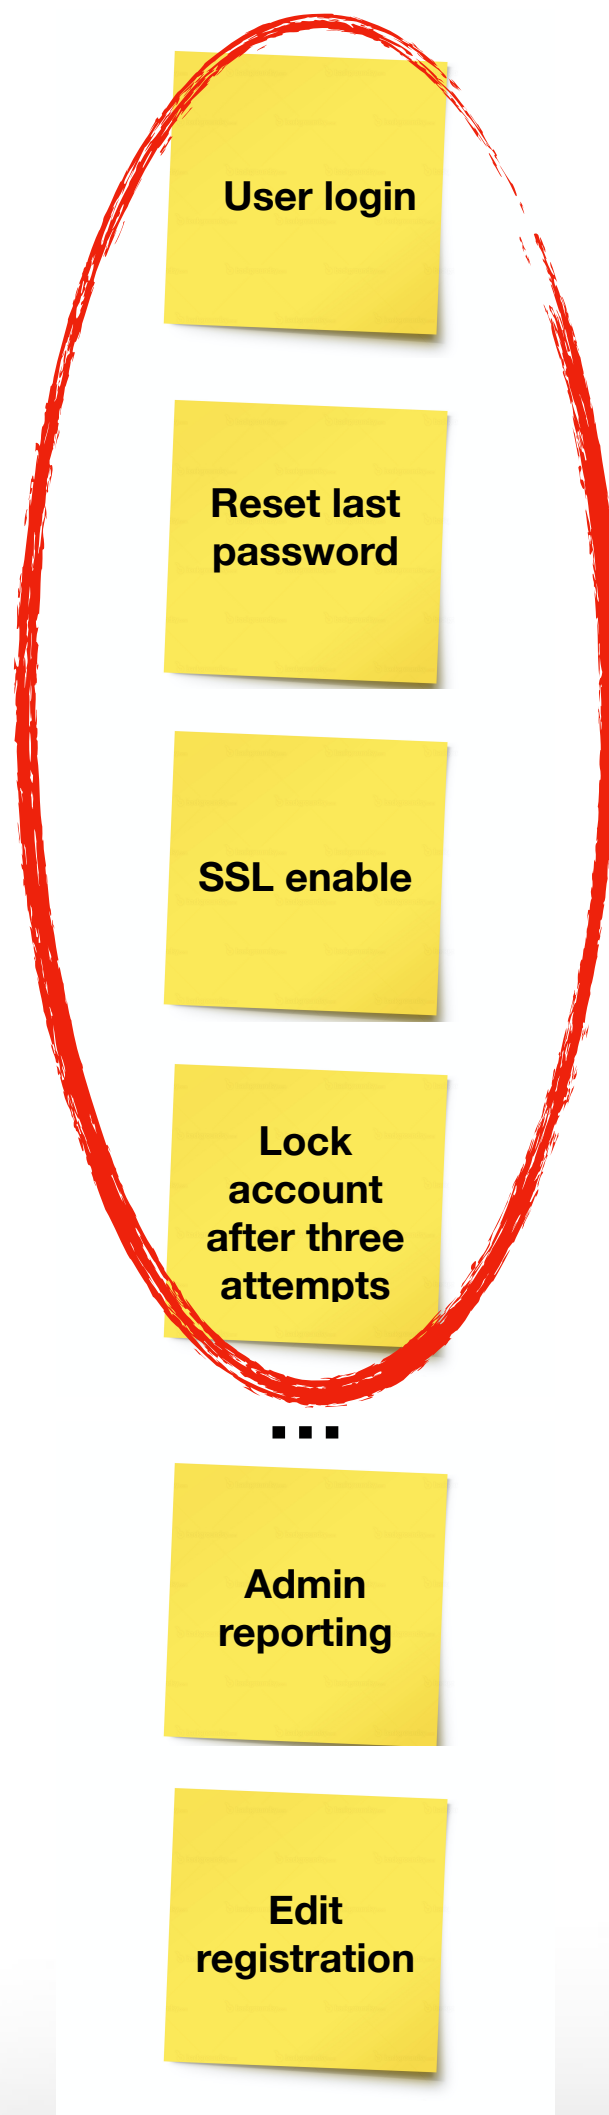 User login
Reset last
password
SSL enable
Lock
account
after three
attempts
...
Admin
reporting
Edit
registration